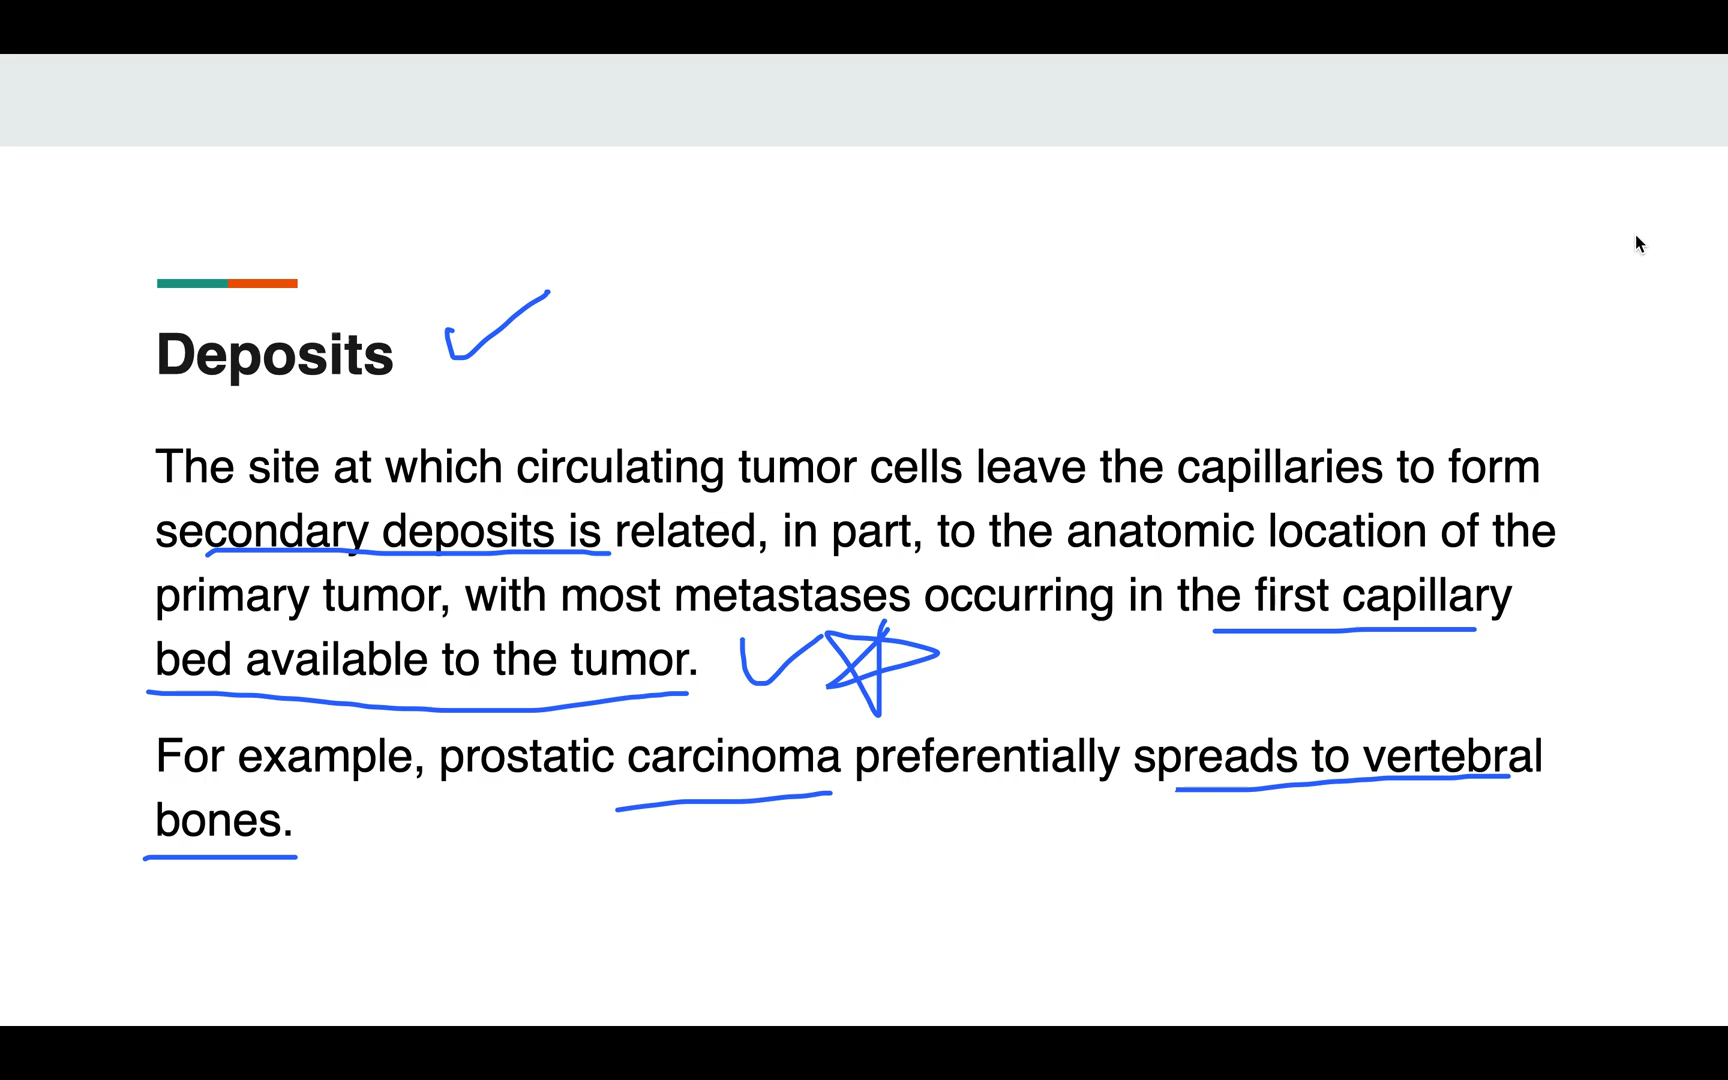 Deposits
The site at which circulating tumor cells leave the capillaries to form
secondary deposits is related, in part, to the anatomic location of the
primary tumor, with most metastases occurring in the first capillary
bed available to the tumor.
For example, prostatic carcinoma preferentially spreads to vertebral
bones.